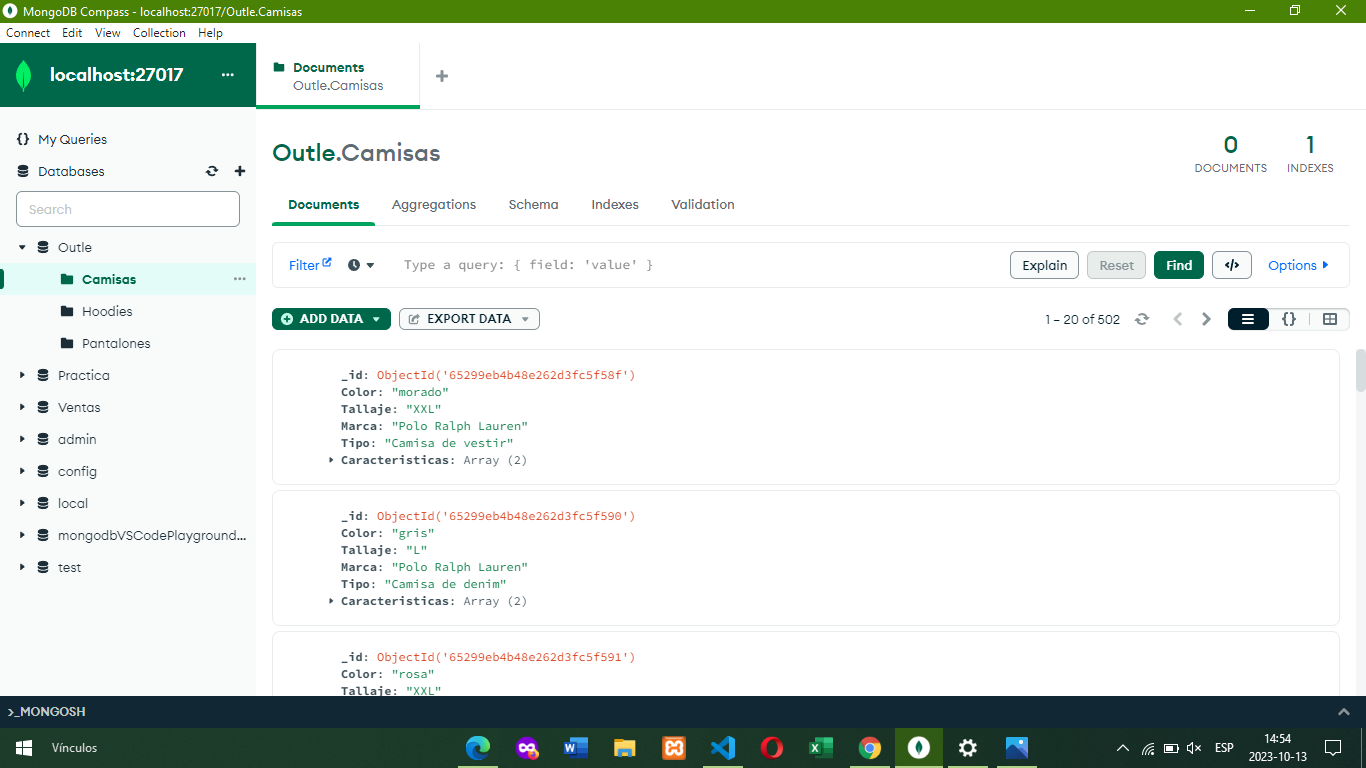 MongoDB Compass - localhost:27017/Outle.Camisas
Connect Edit View Collection Help
localhost:27017 ...
Documents
Outle.Camisas
{} My Queries
Databases
Search
Outle
Camisas ...
Hoodies
Pantalones
Practica
Ventas
admin
config
local
mongodbVSCodePlayground...
test
Outle.Camisas
0
DOCUMENTS
1
INDEXES
Documents Aggregations Schema Indexes Validation
Filter Type a query: { field: 'value' } Explain Reset Find </> Options
ADD DATA EXPORT DATA 1 – 20 of 502 {}
_id: ObjectId('65299eb4b48e262d3fc5f58f')
Color: "morado"
Tallaje: "XXL"
Marca: "Polo Ralph Lauren"
Tipo: "Camisa de vestir"
Caracteristicas: Array (2)
_id: ObjectId('65299eb4b48e262d3fc5f590')
Color: "gris"
Tallaje: "L"
Marca: "Polo Ralph Lauren"
Tipo: "Camisa de denim"
Caracteristicas: Array (2)
_id: ObjectId('65299eb4b48e262d3fc5f591')
Color: "rosa"
Tallaje: "XXL"
>_MONGOSH
Vínculos
ESP
14:54
2023-10-13